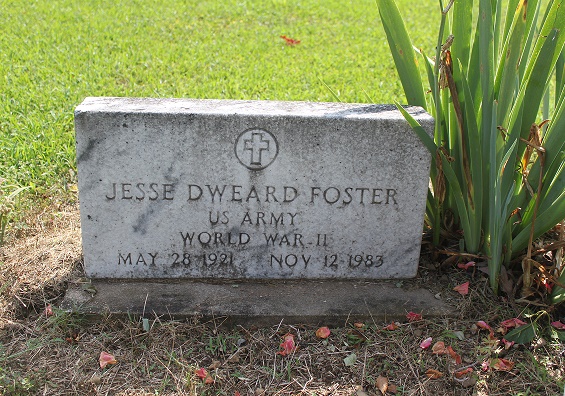 JESSE DWEARD FOSTER
US ARMY
WORLD WAR II
MAY 28 1921 NOV 12 1983